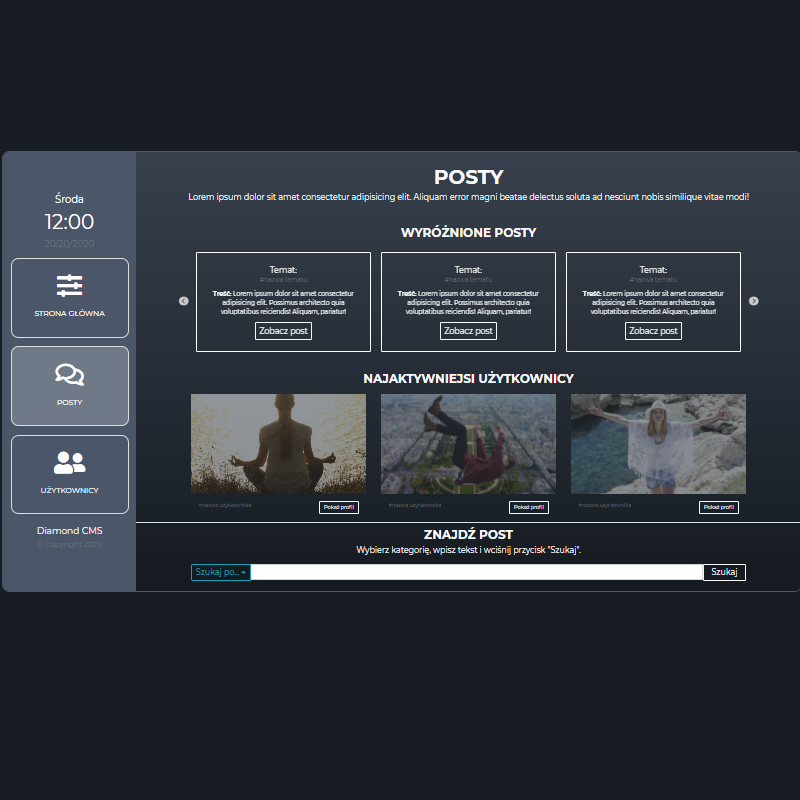 Środa
12:00
20/20/2020
STRONA GŁÓWNA
POSTY
UŻYTKOWNICY
Diamond CMS
© Copyright 2020
POSTY
Lorem ipsum dolor sit amet consectetur adipisicing elit. Aliquam error magni beatae delectus soluta ad nesciunt nobis similique vitae modi!
WYRÓŻNIONE POSTY
Temat:
#nazwa tematu
Treść: Lorem ipsum dolor sit amet consectetur
adipisicing elit. Possimus architecto quia
voluptatibus reiciendis! Aliquam, pariatur!
Zobacz post
Temat:
#nazwa tematu
Treść: Lorem ipsum dolor sit amet consectetur
adipisicing elit. Possimus architecto quia
voluptatibus reiciendis! Aliquam, pariatur!
Zobacz post
Temat:
#nazwa tematu
Treść: Lorem ipsum dolor sit amet consectetur
adipisicing elit. Possimus architecto quia
voluptatibus reiciendis! Aliquam, pariatur!
Zobacz post
NAJAKTYWNIEJSI UŻYTKOWNICY
#nazwa użytkownika
Pokaż profil
#nazwa użytkownika
Pokaż profil
#nazwa użytkownika
Pokaż profil
ZNAJDŹ POST
Wybierz kategorię, wpisz tekst i wciśnij przycisk "Szukaj".
Szukaj po...
Szukaj